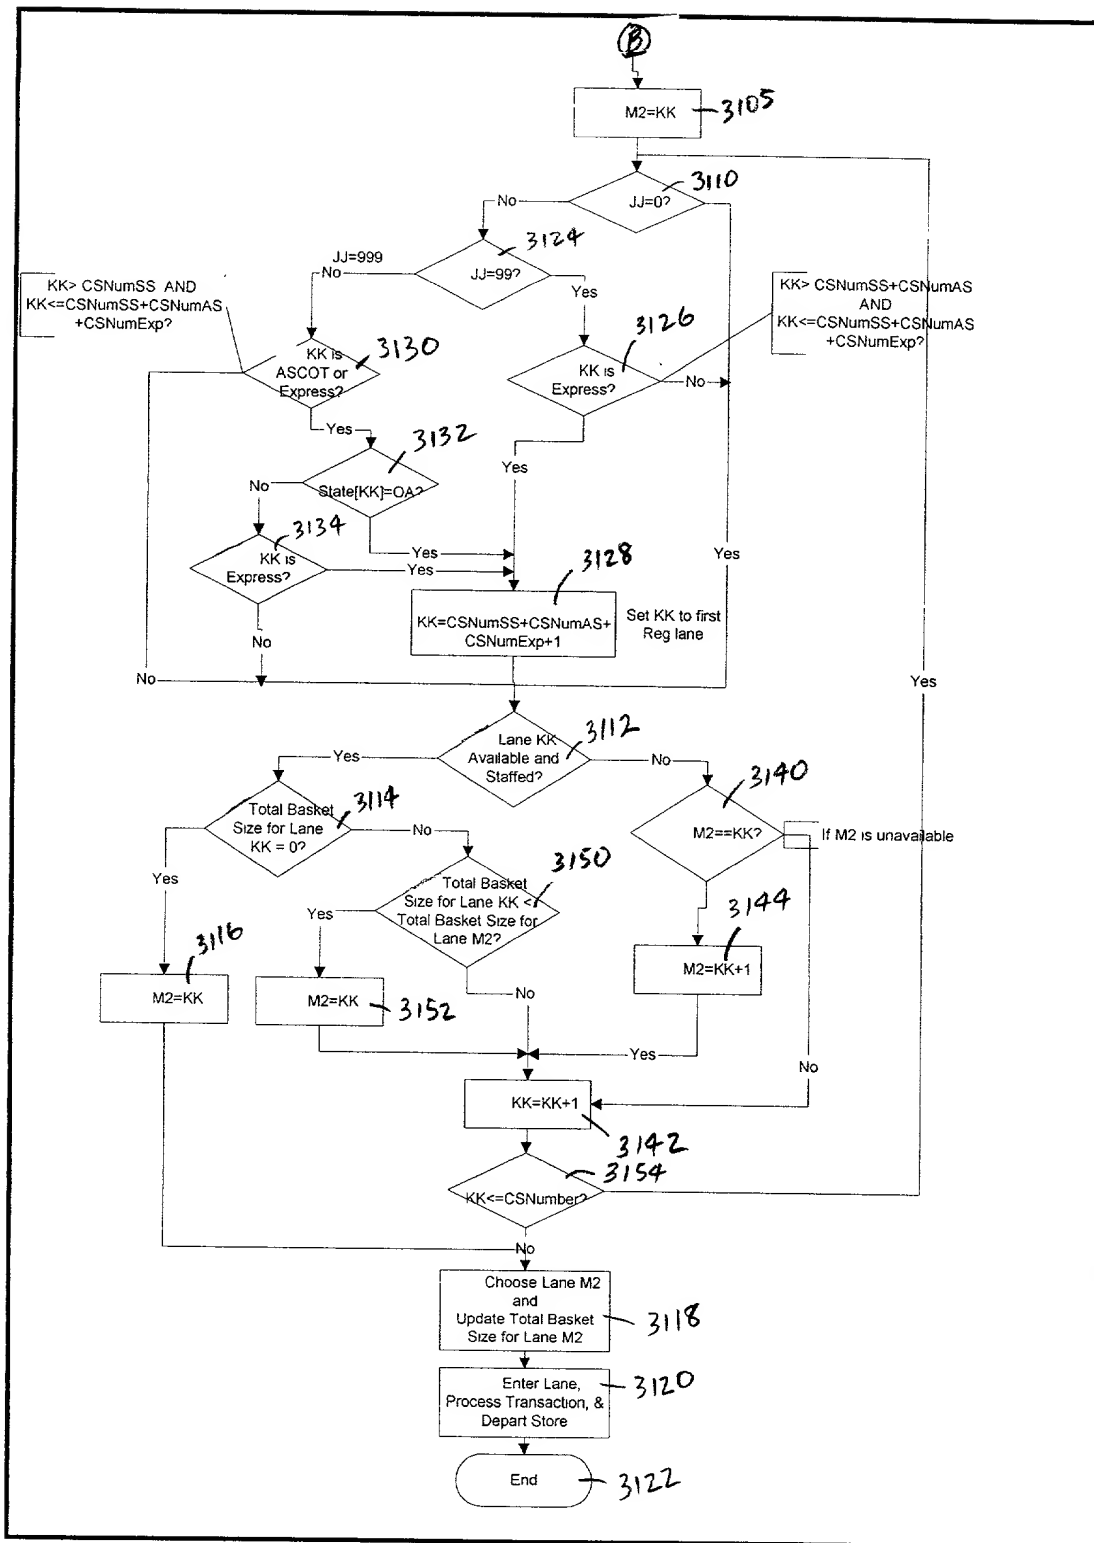 B
M2=KK
3105
3110
JJ=0?
No
3124
JJ=999
No
JJ=99?
Yes
KK> CSNumSS AND
KK<=CSNumSS+CSNumAS
+CSNumExp?
KK> CSNumSS+CSNumAS
AND
KK<=CSNumSS+CSNumAS
+CSNumExp?
3126
3130
KK is
ASCOT or
Express?
KK is
Express?
No
Yes
3132
Yes
No
State[KK]=OA?
3134
KK is
Express?
Yes
Yes
3128
Yes
KK=CSNumSS+CSNumAS+
CSNumExp+1
Set KK to first
Reg lane
No
No
Yes
Lane KK
Available and
Staffed?
3112
Yes
No
3140
Total Basket
Size for Lane
KK = 0?
3114
No
M2==KK?
If M2 is unavailable
Yes
3150
Total Basket
Size for Lane KK <
Total Basket Size for
Lane M2?
Yes
3144
3116
M2=KK+1
M2=KK
M2=KK
3152
No
Yes
No
KK=KK+1
3142
3154
KK<=CSNumber?
No
Choose Lane M2
and
Update Total Basket
Size for Lane M2
3118
Enter Lane,
Process Transaction, &
Depart Store
3120
End
3122